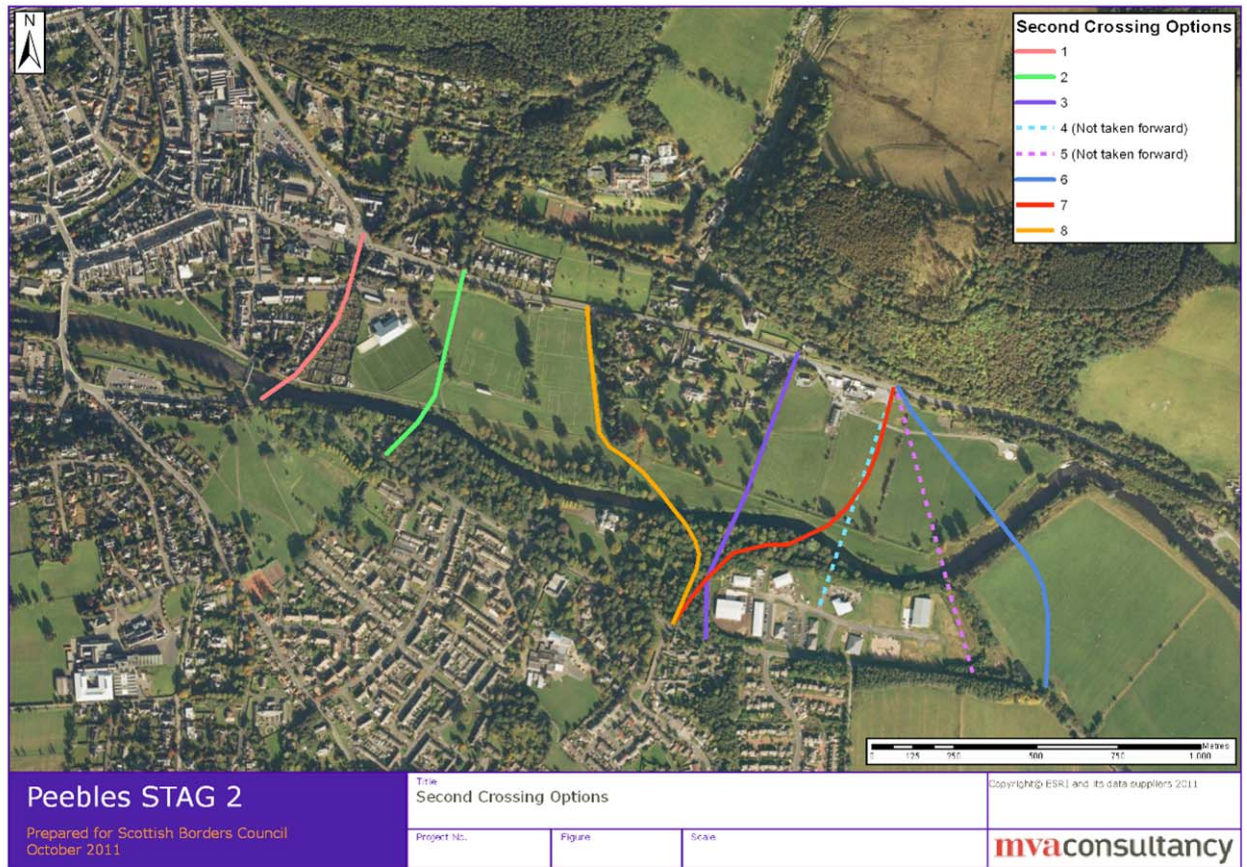 N
Second Crossing Options
1
2
3
4 (Not taken forward)
5 (Not taken forward)
6
7
8
Metres
0 125 250 500 750 1,000
Peebles STAG 2
Prepared for Scottish Borders Council
October 2011
Title
Second Crossing Options
Project No.
Figure
Scale
Copyright© ESRI and its data suppliers 2011
mvaconsultancy